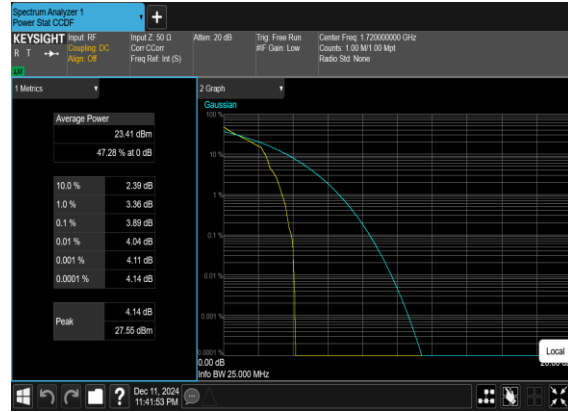 Spectrum Analyzer 1
Power Stat CCDF
KEYSIGHT
R T
LXI
Input: RF
Coupling: DC
Align: Off
Input Z: 50 Ω
Corr CCorr
Freq Ref: Int (S)
Atten: 20 dB
Trig: Free Run
#IF Gain: Low
Center Freq: 1.720000000 GHz
Counts: 1.00 M/1.00 Mpt
Radio Std: None
1 Metrics
Average Power
23.41 dBm
47.28 % at 0 dB
10.0 % 2.39 dB
1.0 % 3.36 dB
0.1 % 3.89 dB
0.01 % 4.04 dB
0.001 % 4.11 dB
0.0001 % 4.14 dB
Peak
4.14 dB
27.55 dBm
2 Graph
Gaussian
100 %
10 %
1 %
0.1 %
0.01 %
0.001 %
0.0001 %
0.00 dB
Info BW 25.000 MHz
Local
?
Dec 11, 2024
11:41:53 PM